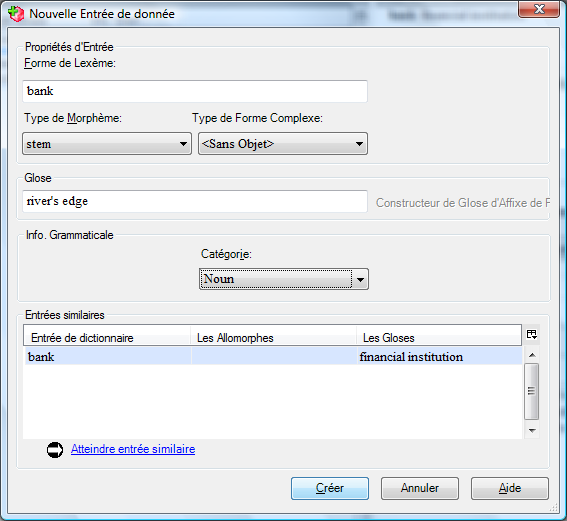 Nouvelle Entrée de donnée
Propriétés d'Entrée
Forme de Lexème:
bank
Type de Morphème: Type de Forme Complexe:
stem <Sans Objet>
Glose
river's edge Constructeur de Glose d'Affixe de F
Info. Grammaticale
Catégorie:
Noun
Entrées similaires
Entrée de dictionnaire Les Allomorphes Les Gloses
bank financial institution
Atteindre entrée similaire
Créer Annuler Aide